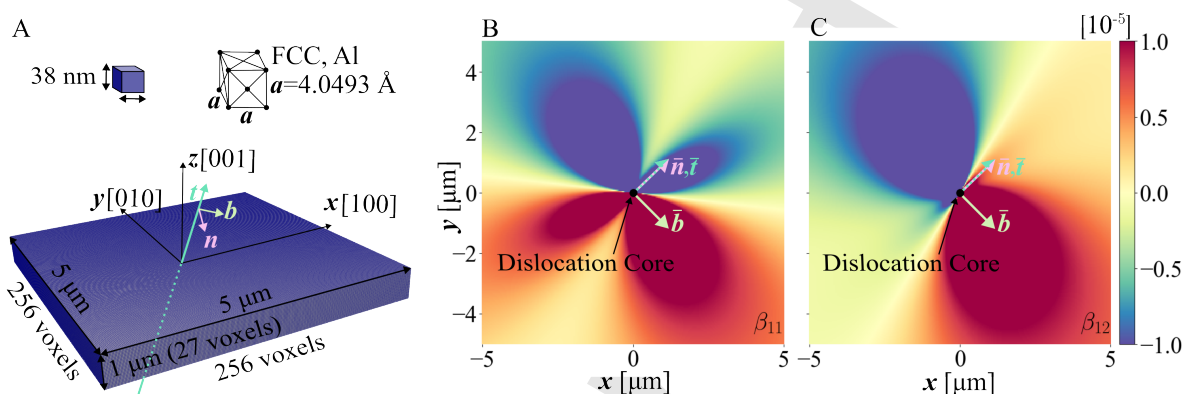 A
38 nm
FCC, Al
a=4.0493 Å
a
a
z[001]
y[010]
x[100]
t
b
n
5 μm
256 voxels
5 μm
1 μm (27 voxels)
256 voxels
B
y [μm]
4
2
0
−2
−4
n̄,t̄
b̄
Dislocation Core
β11
−5
0
5
x [μm]
C
n̄,t̄
b̄
Dislocation Core
β12
−5
0
5
x [μm]
[10-5]
1.0
0.5
0.0
−0.5
−1.0